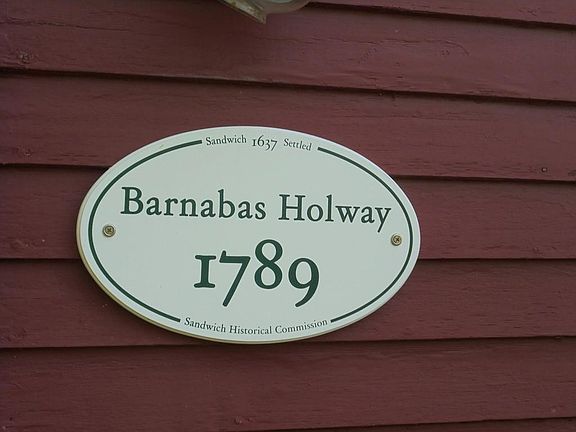 Sandwich 1637 Settled
Barnabas Holway
1789
Sandwich Historical Commission